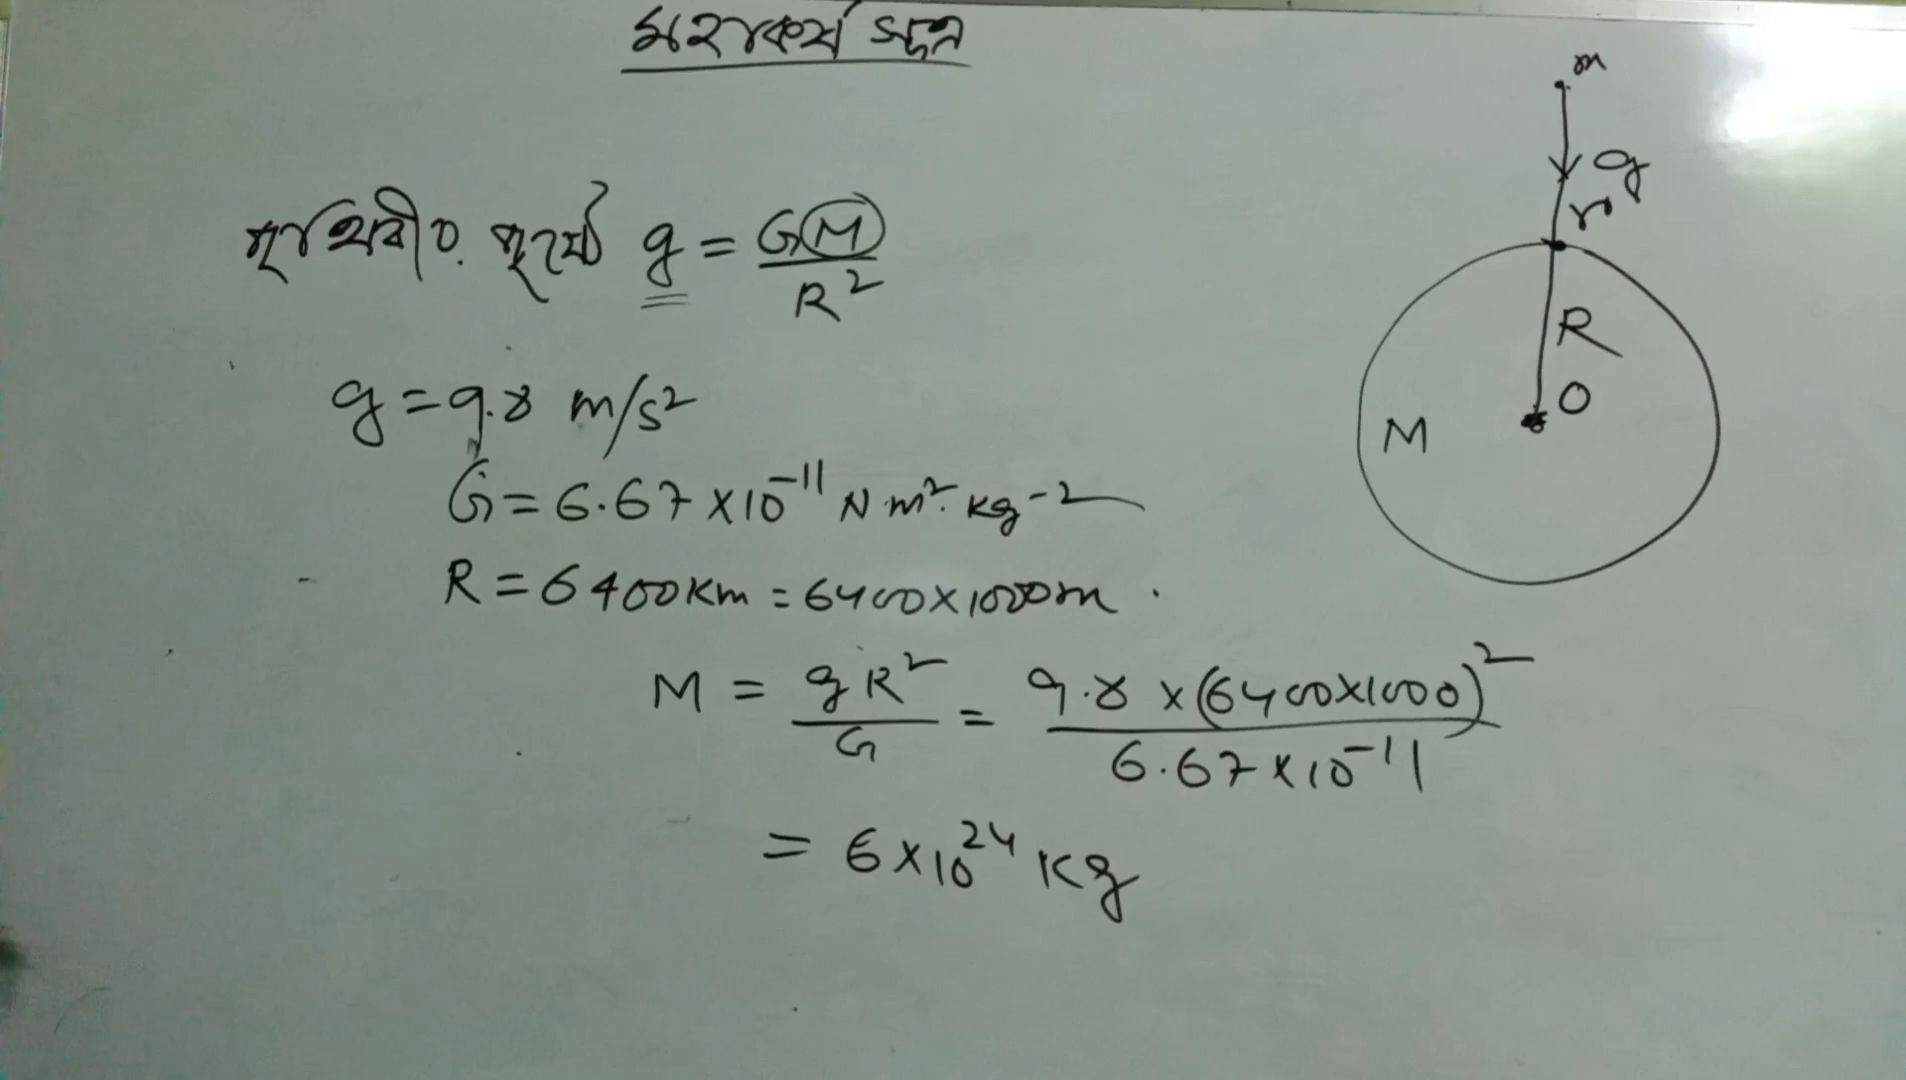 মহাকর্ষ সূত্র
m
g
r
পৃথিবীর পৃষ্ঠে g = GM / R²
R
O
M
g = 9.8 m/s²
G = 6.67 × 10⁻¹¹ N·m²·kg⁻²
R = 6400 km = 6400 × 1000 m
M = gR² / G = 9.8 × (6400×1000)² / 6.67 × 10⁻¹¹
= 6 × 10²⁴ kg